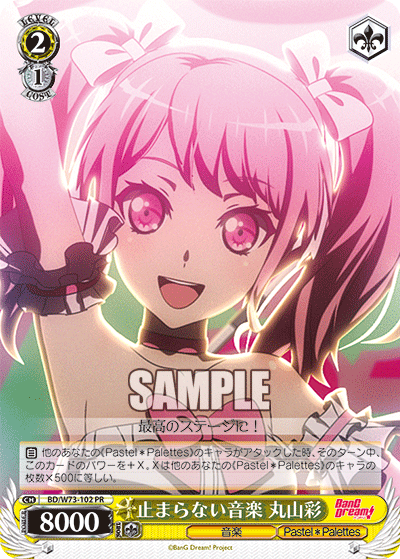 LEVEL
2
1
COST
SAMPLE
最高のステージに！
他のあなたの《Pastel＊Palettes》のキャラがアタックした時、そのターン中、
このカードのパワーを＋X。Xは他のあなたの《Pastel＊Palettes》のキャラの
枚数×500に等しい。
CH BD/W73-102 PR
8000
止まらない音楽 丸山彩
BanG Dream!
音楽 Pastel＊Palettes
©BanG Dream! Project